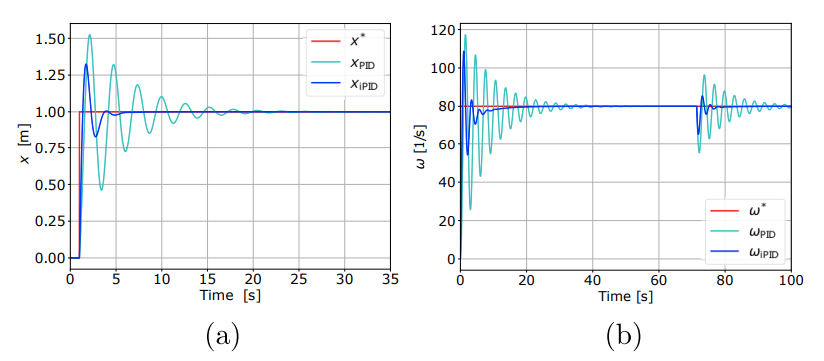 1.50
1.25
1.00
0.75
0.50
0.25
0.00
x [m]
0 5 10 15 20 25 30 35
Time [s]
x*
xPID
xiPID
(a)
120
100
80
60
40
20
0
ω [1/s]
0 20 40 60 80 100
Time [s]
ω*
ωPID
ωiPID
(b)